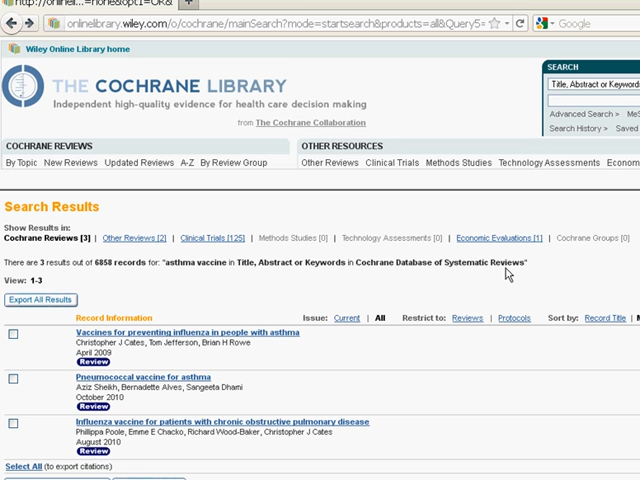 http://onlinel...=none&opt1=OR&
onlinelibrary.wiley.com/o/cochrane/mainSearch?mode=startsearch&products=all&Query5=
Google
Wiley Online Library home
THE COCHRANE LIBRARY
Independent high-quality evidence for health care decision making
from The Cochrane Collaboration
SEARCH
Title, Abstract or Keywords
Advanced Search > MeS
Search History > Saved
COCHRANE REVIEWS
By Topic New Reviews Updated Reviews A-Z By Review Group
OTHER RESOURCES
Other Reviews Clinical Trials Methods Studies Technology Assessments Econom
Search Results
Show Results in:
Cochrane Reviews [3] | Other Reviews [2] | Clinical Trials [125] | Methods Studies [0] | Technology Assessments [0] | Economic Evaluations [1] | Cochrane Groups [0]
There are 3 results out of 6858 records for: "asthma vaccine in Title, Abstract or Keywords in Cochrane Database of Systematic Reviews"
View: 1-3
Export All Results
Record Information Issue: Current | All Restrict to: Reviews | Protocols Sort by: Record Title | M
Vaccines for preventing influenza in people with asthma
Christopher J Cates, Tom Jefferson, Brian H Rowe
April 2009
Review
Pneumococcal vaccine for asthma
Aziz Sheikh, Bernadette Alves, Sangeeta Dhami
October 2010
Review
Influenza vaccine for patients with chronic obstructive pulmonary disease
Phillippa Poole, Emme E Chacko, Richard Wood-Baker, Christopher J Cates
August 2010
Review
Select All (to export citations)